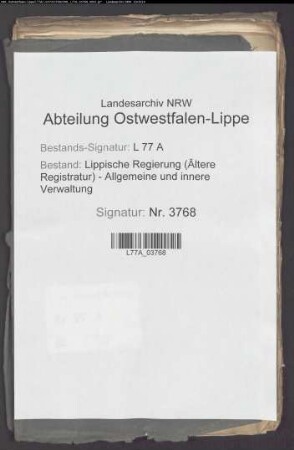 Landesarchiv NRW
Abteilung Ostwestfalen-Lippe
Bestands-Signatur: L 77 A
Bestand: Lippische Regierung (Ältere
Registratur) - Allgemeine und innere
Verwaltung
Signatur: Nr. 3768
L77A_03768